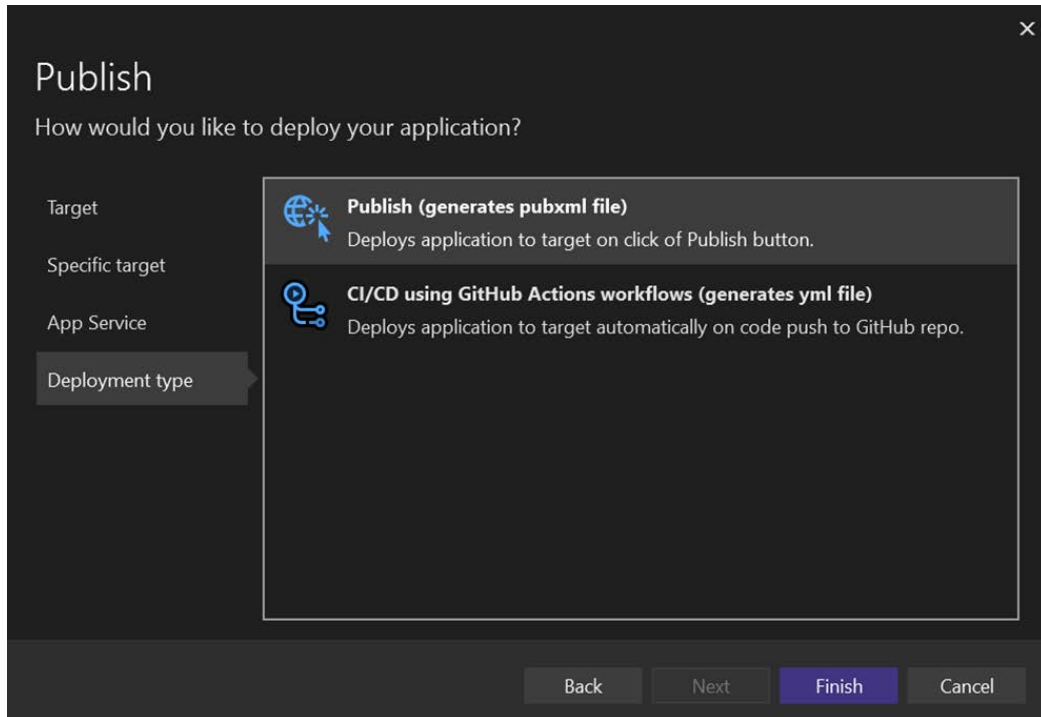 Publish
How would you like to deploy your application?
Target
Specific target
App Service
Deployment type
Publish (generates pubxml file)
Deploys application to target on click of Publish button.
CI/CD using GitHub Actions workflows (generates yml file)
Deploys application to target automatically on code push to GitHub repo.
Back
Next
Finish
Cancel